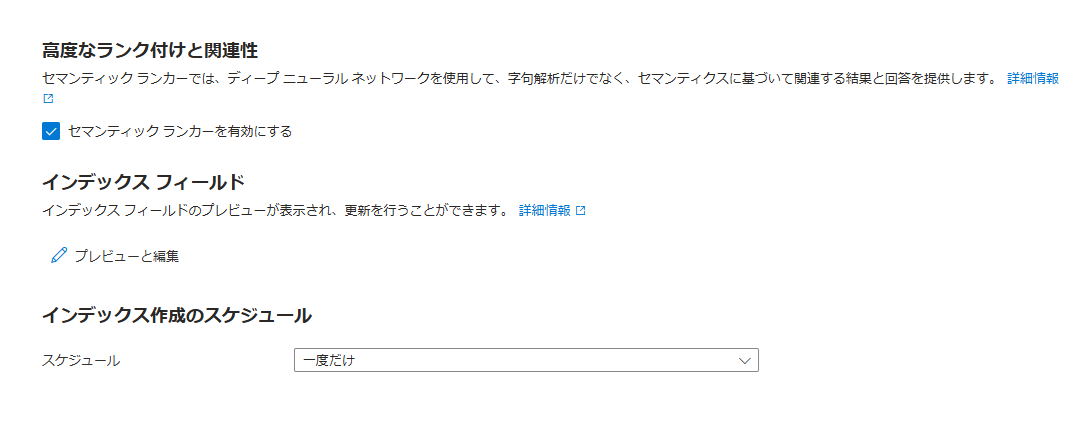 高度なランク付けと関連性
セマンティック ランカーでは、ディープ ニューラル ネットワークを使用して、字句解析だけでなく、セマンティクスに基づいて関連する結果と回答を提供します。 詳細情報
セマンティック ランカーを有効にする
インデックス フィールド
インデックス フィールドのプレビューが表示され、更新を行うことができます。 詳細情報
プレビューと編集
インデックス作成のスケジュール
スケジュール 一度だけ